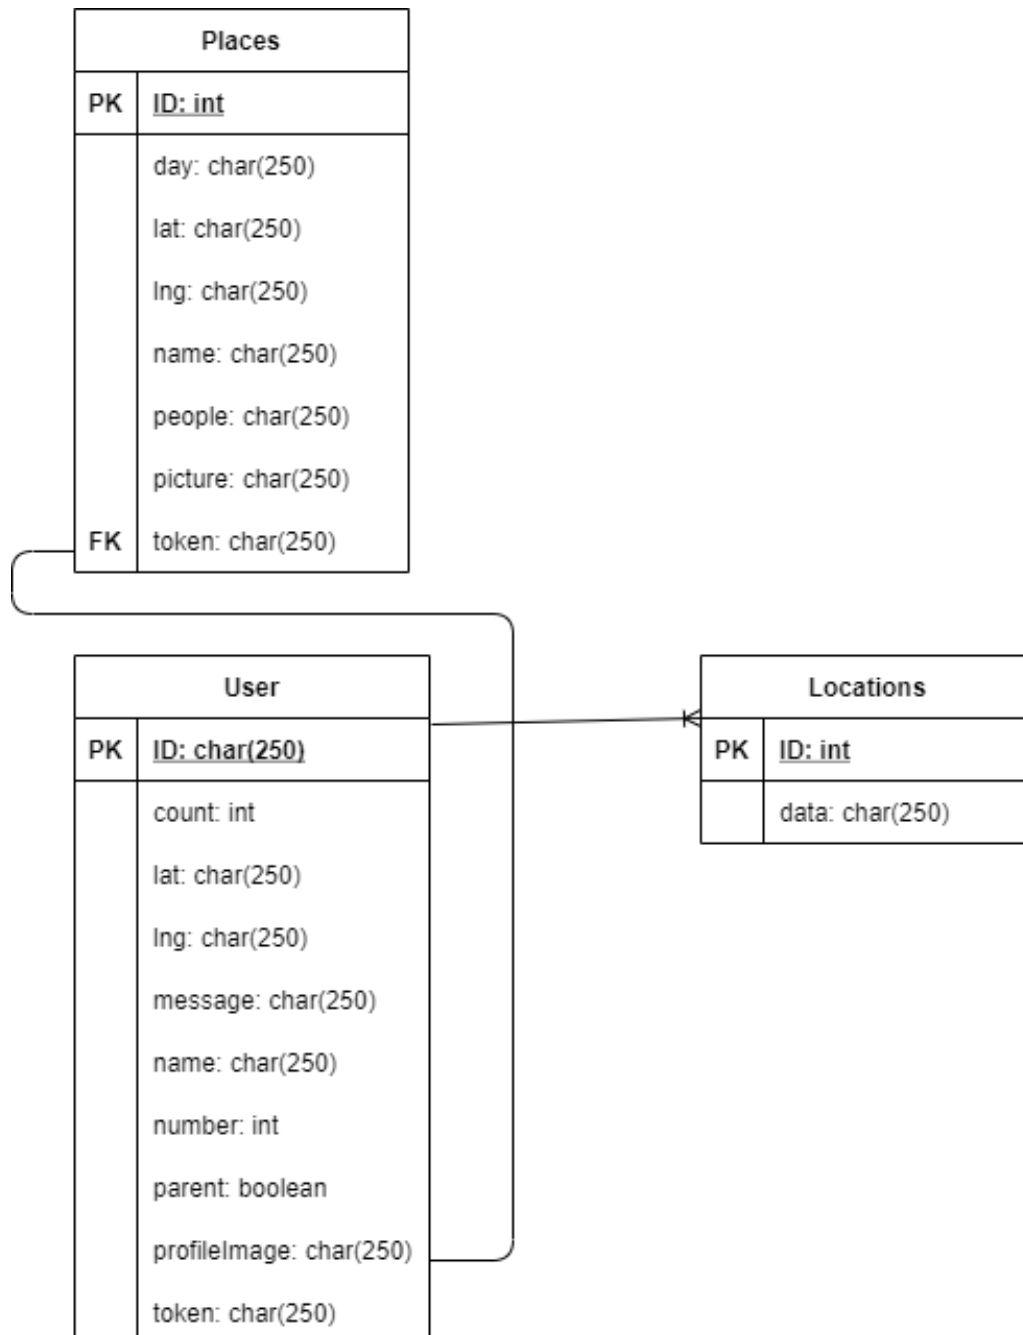 Places
PK ID: int
day: char(250)
lat: char(250)
lng: char(250)
name: char(250)
people: char(250)
picture: char(250)
FK token: char(250)
User
PK ID: char(250)
count: int
lat: char(250)
lng: char(250)
message: char(250)
name: char(250)
number: int
parent: boolean
profileImage: char(250)
token: char(250)
Locations
PK ID: int
data: char(250)